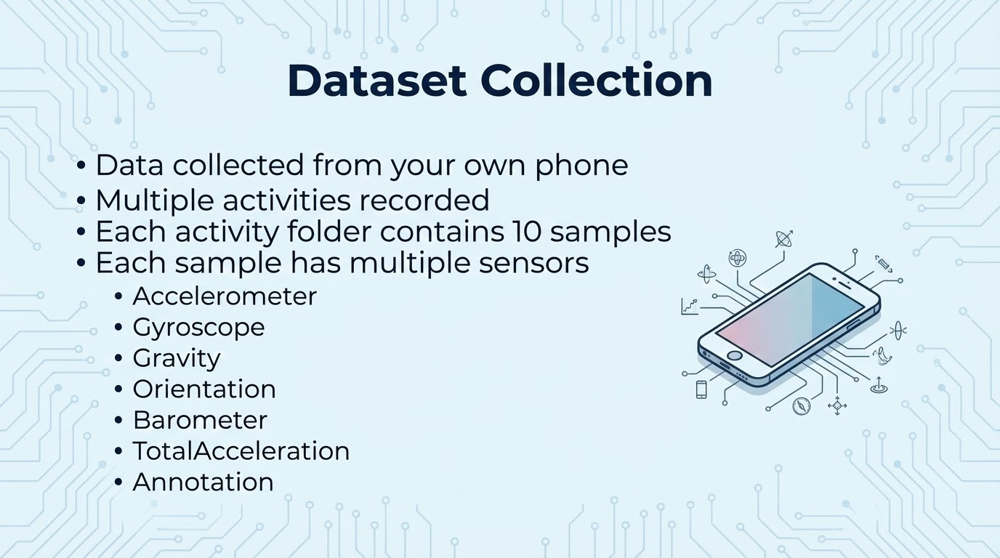 Dataset Collection
• Data collected from your own phone
• Multiple activities recorded
• Each activity folder contains 10 samples
• Each sample has multiple sensors
• Accelerometer
• Gyroscope
• Gravity
• Orientation
• Barometer
• TotalAcceleration
• Annotation